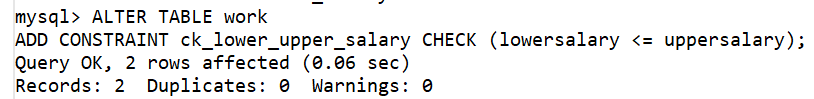 mysql> ALTER TABLE work
ADD CONSTRAINT ck_lower_upper_salary CHECK (lowersalary <= uppersalary);
Query OK, 2 rows affected (0.06 sec)
Records: 2  Duplicates: 0  Warnings: 0